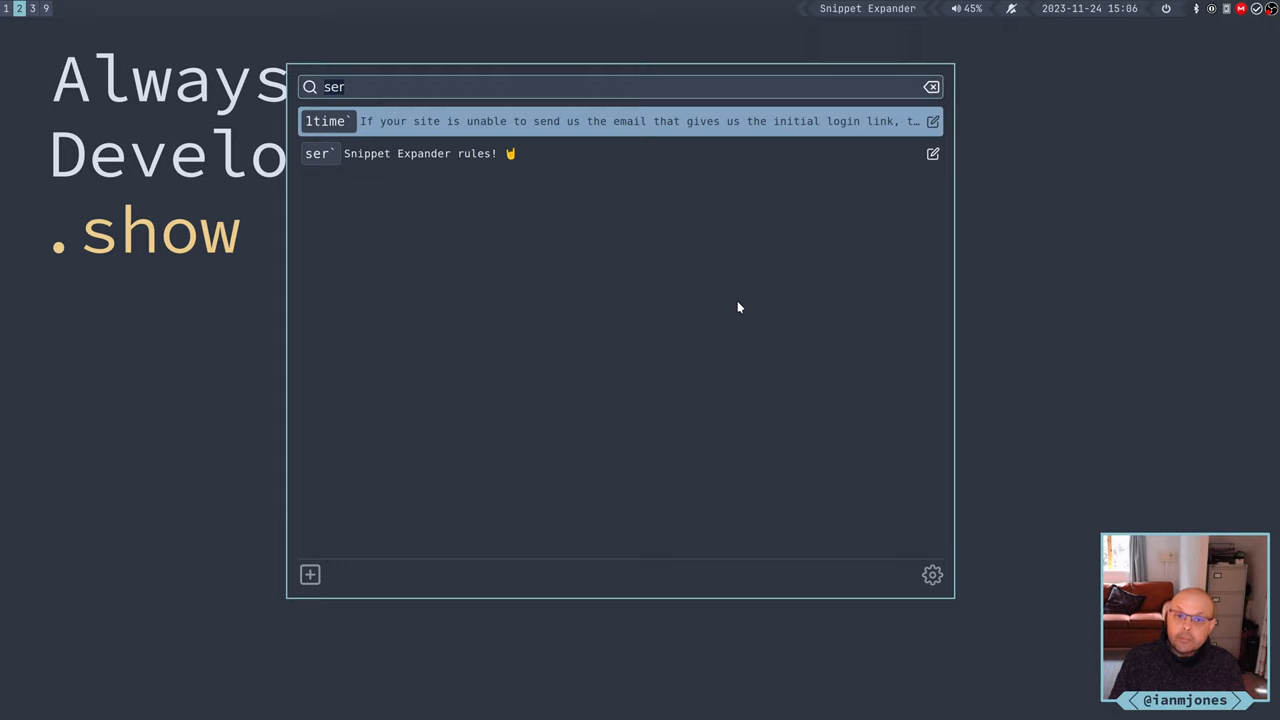 1 2 3 9
Snippet Expander
45%
2023-11-24 15:06
Always
Develo
.show
ser
1time` If your site is unable to send us the email that gives us the initial login link, t…
ser` Snippet Expander rules! 🤘
@ianmjones